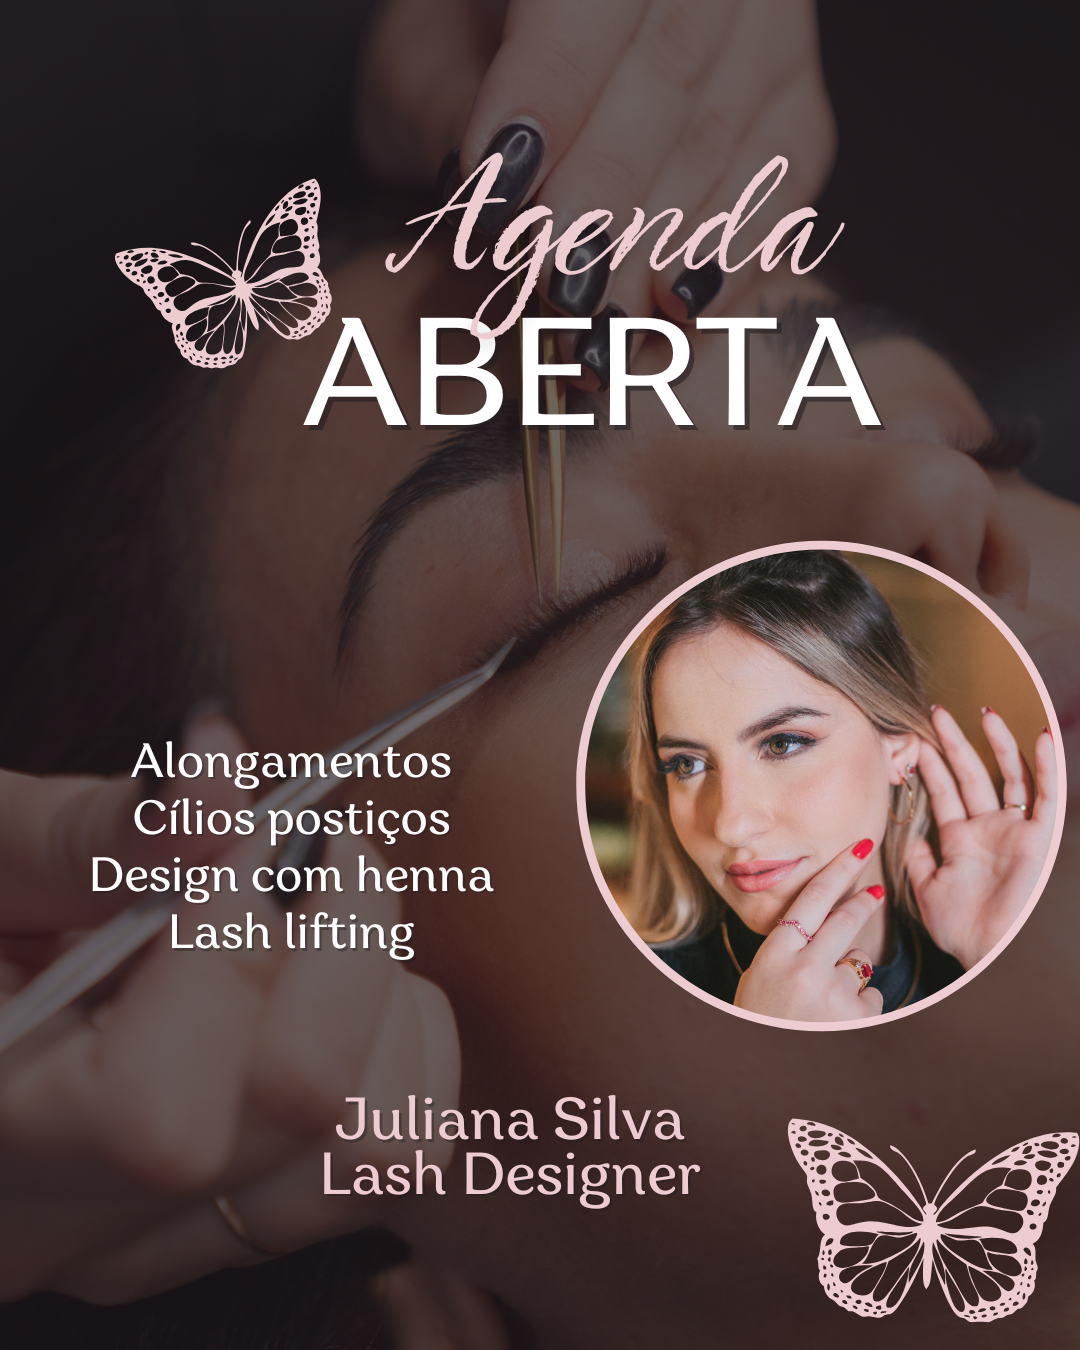 Agenda
ABERTA
Alongamentos
Cílios postiços
Design com henna
Lash lifting
Juliana Silva
Lash Designer